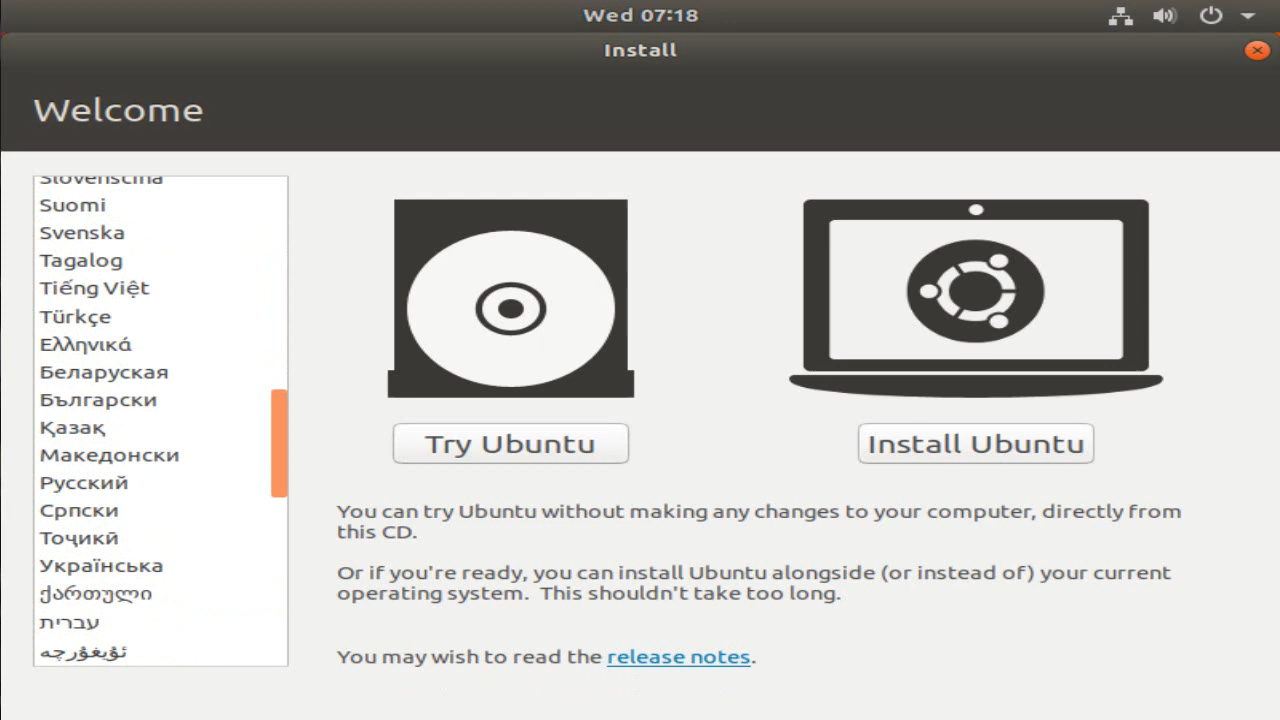 Wed 07:18
Install
Welcome
Slovenščina
Suomi
Svenska
Tagalog
Tiếng Việt
Türkçe
Ελληνικά
Беларуская
Български
Қазақ
Македонски
Русский
Српски
Тоҷикӣ
Українська
ქართული
עברית
ئۇيغۇرچە
Try Ubuntu
Install Ubuntu
You can try Ubuntu without making any changes to your computer, directly from
this CD.
Or if you're ready, you can install Ubuntu alongside (or instead of) your current
operating system. This shouldn't take too long.
You may wish to read the release notes.